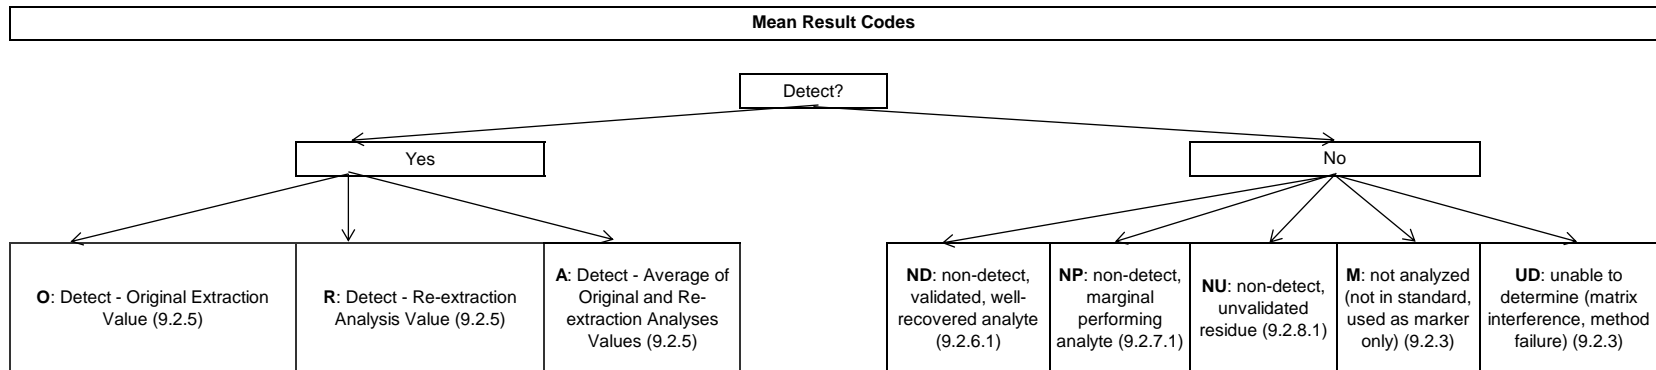 Mean Result Codes
Detect?
Yes
No
O: Detect - Original Extraction
Value (9.2.5)
R: Detect - Re-extraction
Analysis Value (9.2.5)
A: Detect - Average of
Original and Re-
extraction Analyses
Values (9.2.5)
ND: non-detect,
validated, well-
recovered analyte
(9.2.6.1)
NP: non-detect,
marginal
performing
analyte (9.2.7.1)
NU: non-detect,
unvalidated
residue (9.2.8.1)
M: not analyzed
(not in standard,
used as marker
only) (9.2.3)
UD: unable to
determine (matrix
interference, method
failure) (9.2.3)